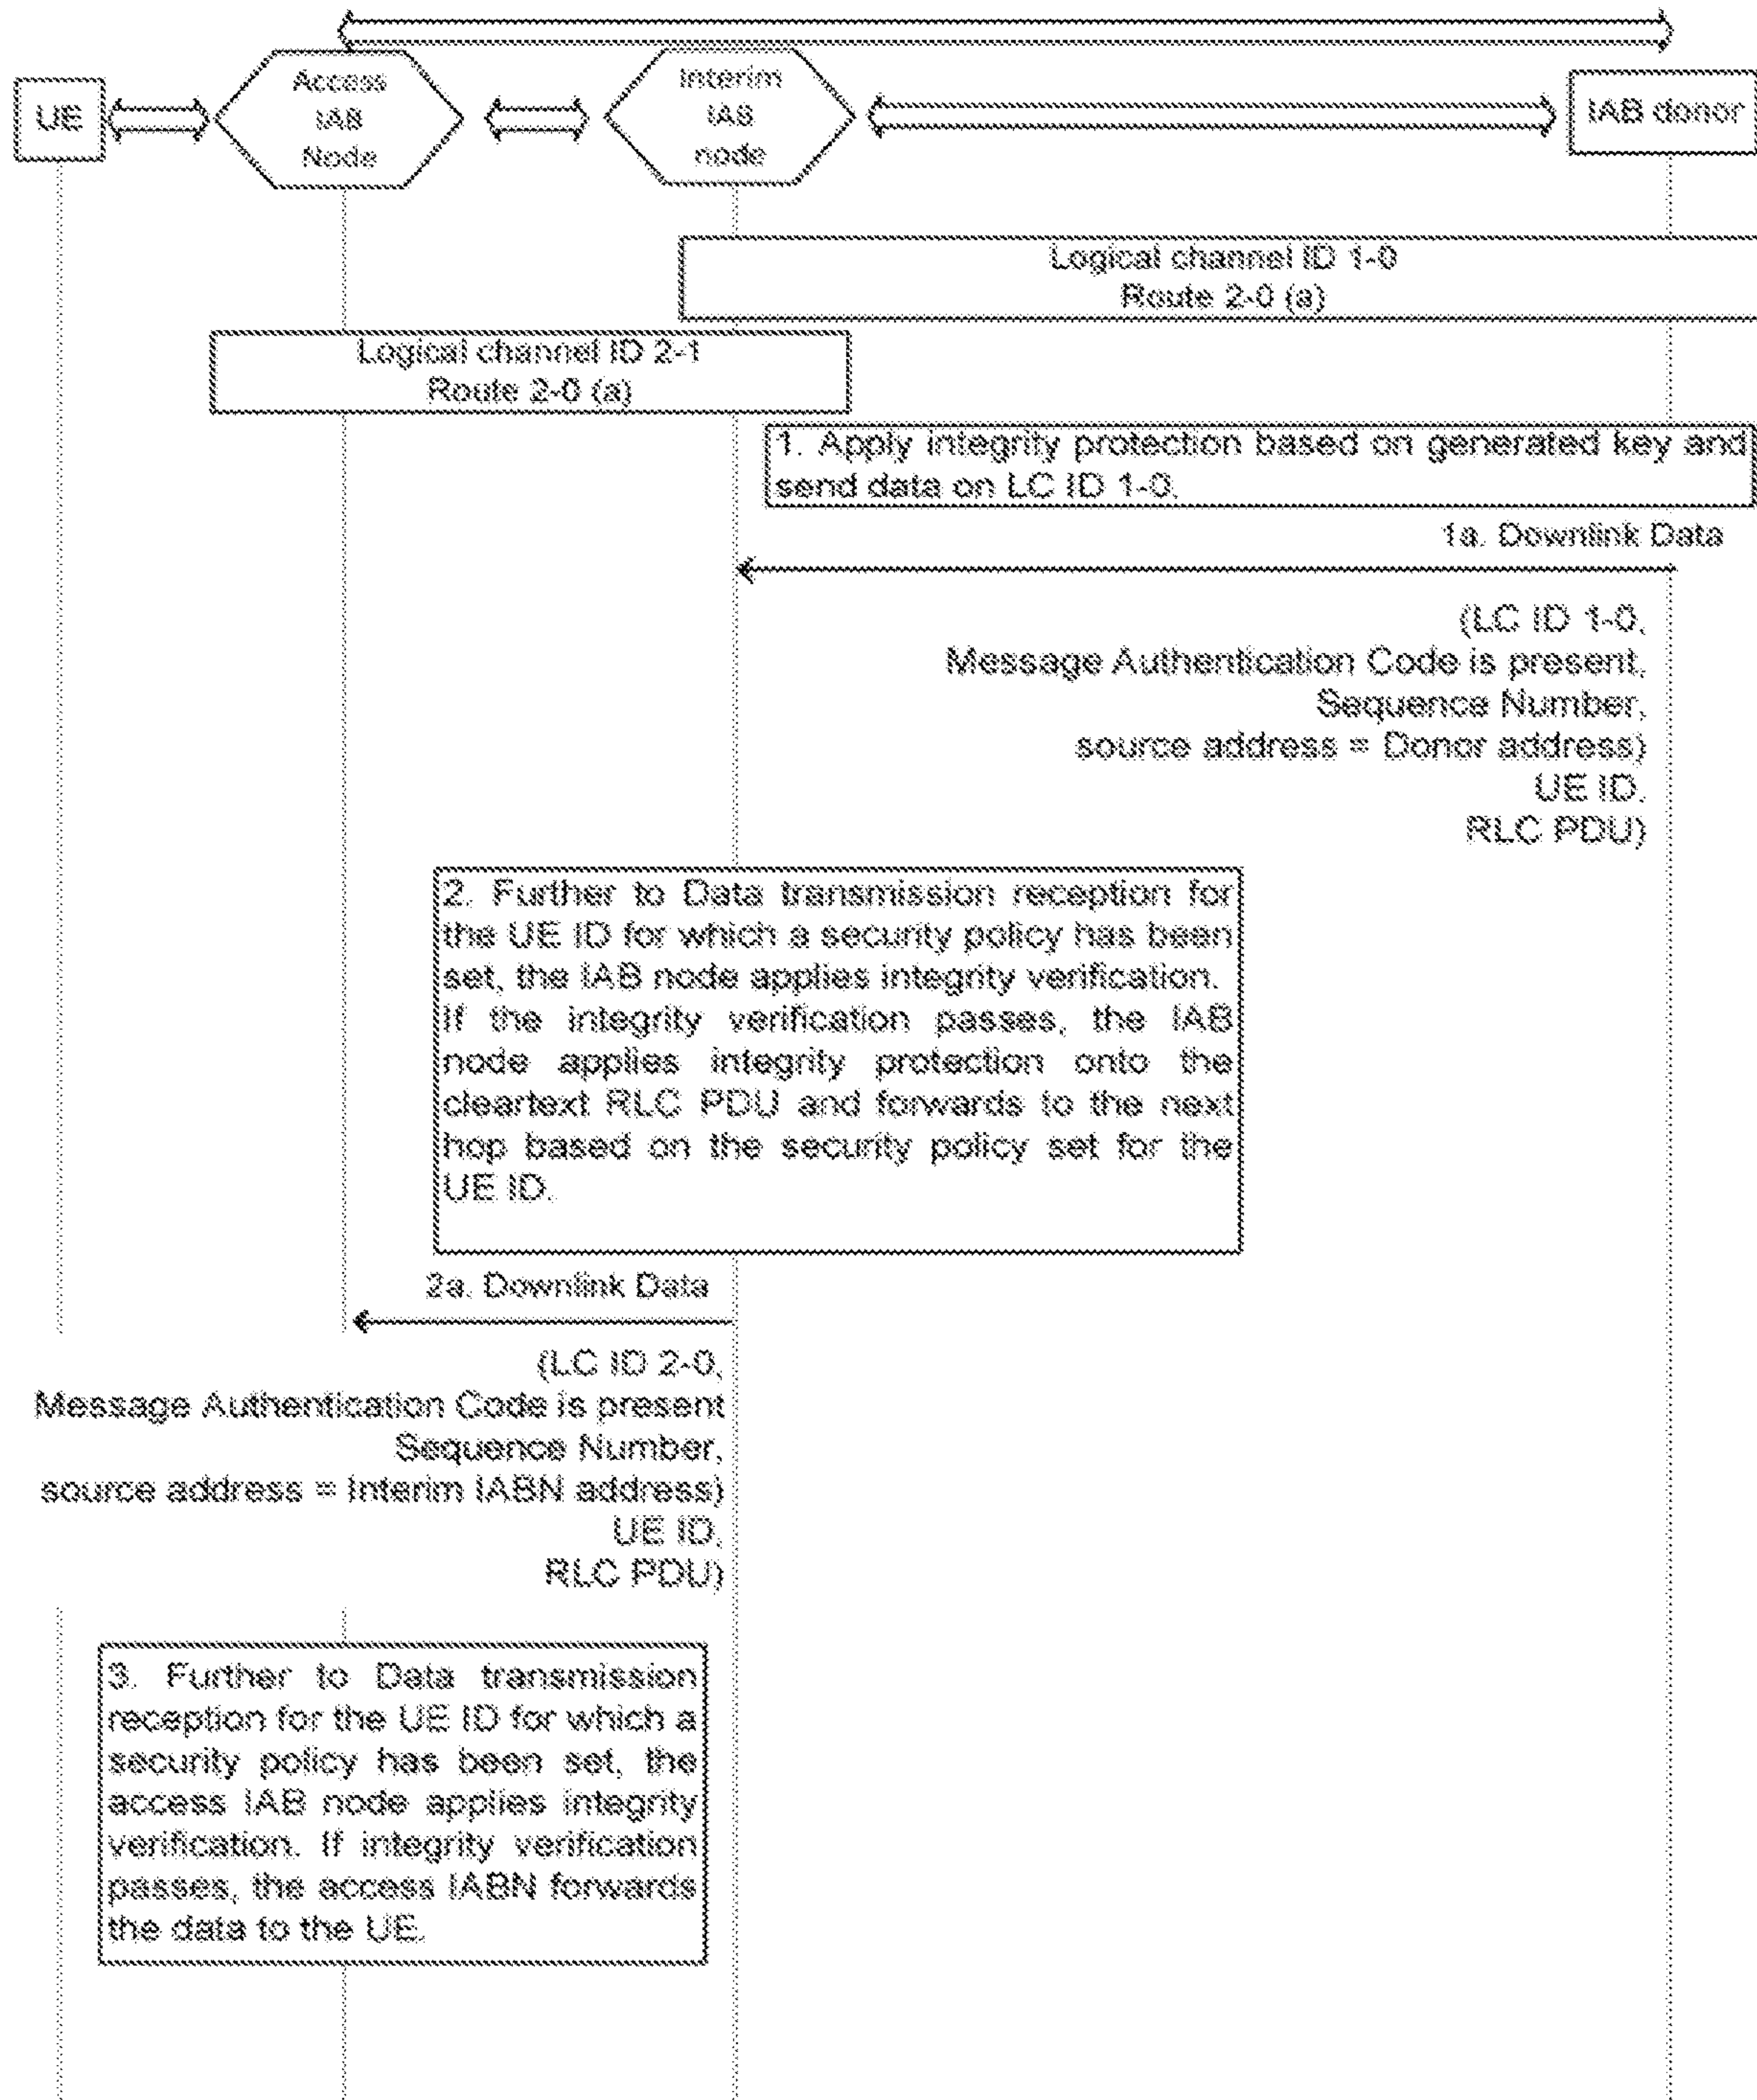 UE
Access
IAB
Node
Interim
IAB
node
IAB donor
Logical channel ID 1-0
Route 2-0 (a)
Logical channel ID 2-1
Route 2-0 (a)
1. Apply integrity protection based on generated key and
send data on LC ID 1-0.
1a. Downlink Data
(LC ID 1-0,
Message Authentication Code is present,
Sequence Number,
source address = Donor address)
UE ID,
RLC PDU)
2. Further to Data transmission reception for
the UE ID for which a security policy has been
set, the IAB node applies integrity verification.
If the integrity verification passes, the IAB
node applies integrity protection onto the
cleartext RLC PDU and forwards to the next
hop based on the security policy set for the
UE ID.
2a. Downlink Data
(LC ID 2-0,
Message Authentication Code is present
Sequence Number,
source address = Interim IABN address)
UE ID,
RLC PDU)
3. Further to Data transmission
reception for the UE ID for which a
security policy has been set, the
access IAB node applies integrity
verification. If integrity verification
passes, the access IABN forwards
the data to the UE.